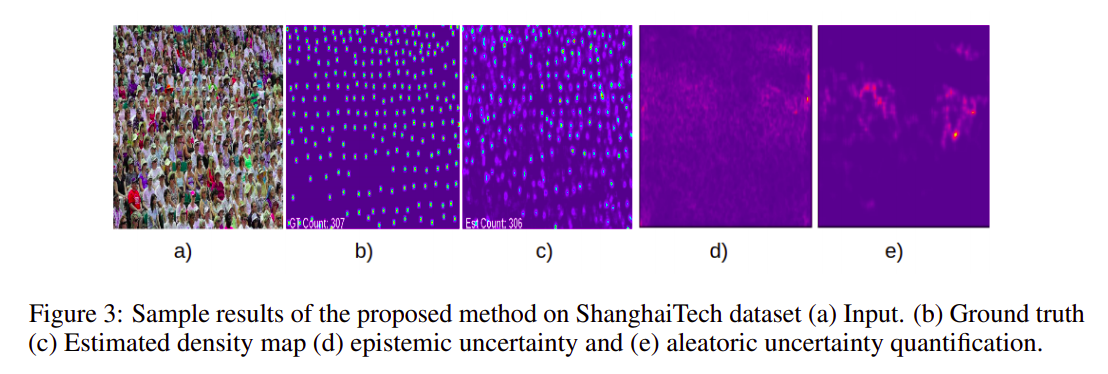 GT Count: 307
Est Count: 306
a)
b)
c)
d)
e)
Figure 3: Sample results of the proposed method on ShanghaiTech dataset (a) Input. (b) Ground truth
(c) Estimated density map (d) epistemic uncertainty and (e) aleatoric uncertainty quantification.